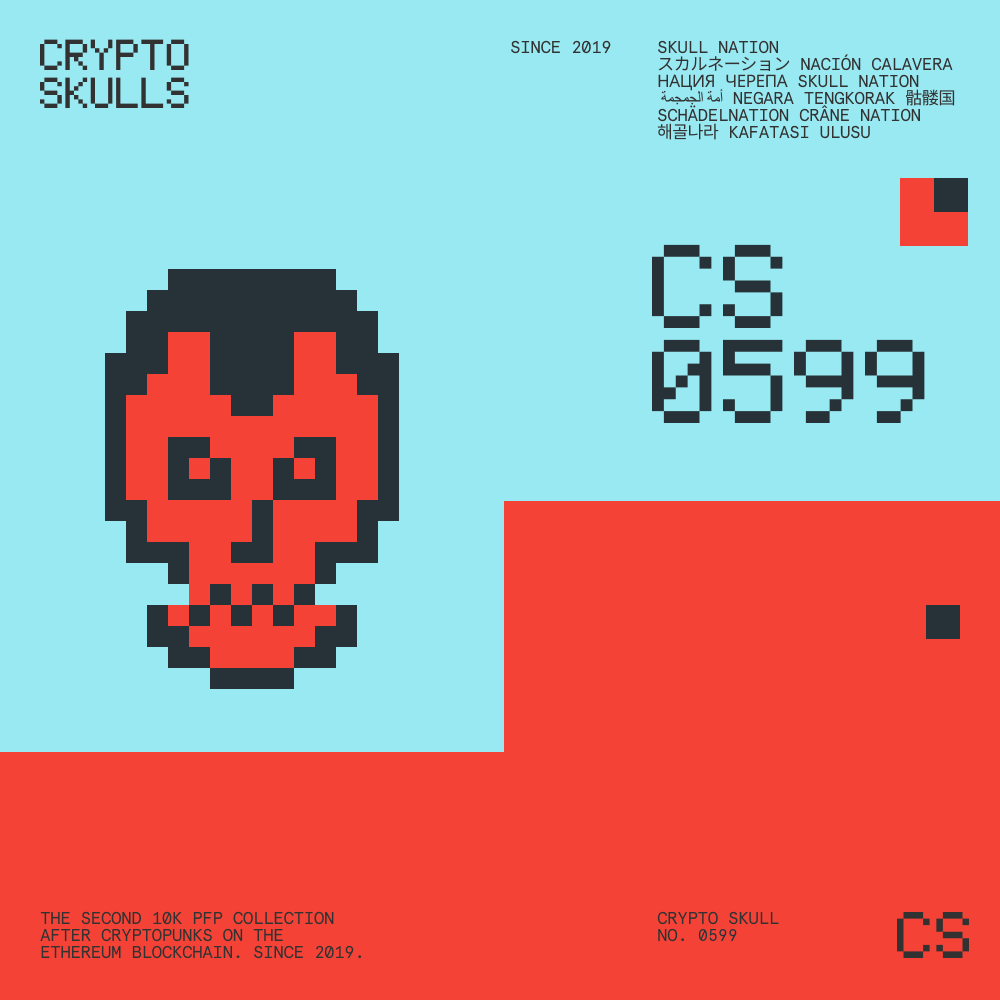 CRYPTO
SKULLS
SINCE 2019
SKULL NATION
スカルネーション NACIÓN CALAVERA
НАЦИЯ ЧЕРЕПА SKULL NATION
أمة الجمجمة NEGARA TENGKORAK 骷髅国
SCHÄDELNATION CRÂNE NATION
해골나라 KAFATASI ULUSU
CS
0599
THE SECOND 10K PFP COLLECTION
AFTER CRYPTOPUNKS ON THE
ETHEREUM BLOCKCHAIN. SINCE 2019.
CRYPTO SKULL
NO. 0599
CS